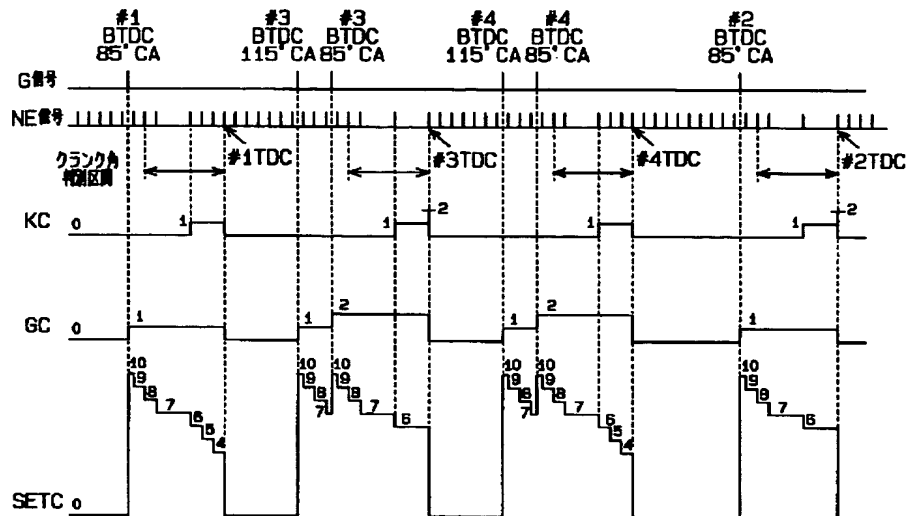 #1 BTDC 85°CA
#3 BTDC 115°CA
#3 BTDC 85°CA
#4 BTDC 115°CA
#4 BTDC 85°CA
#2 BTDC 85°CA
G信号
NE信号
#1TDC
#3TDC
#4TDC
#2TDC
クランク角
判別区間
KC 0 1 1 2 1 1 2
GC 0 1 1 2 1 2 1
10 10 10 10 10 10
9 9 9 9 9 9
8 8 8 8 8 8
7 7 7 7 7 7
6 6 6 6
5 5
4 4
SETC 0